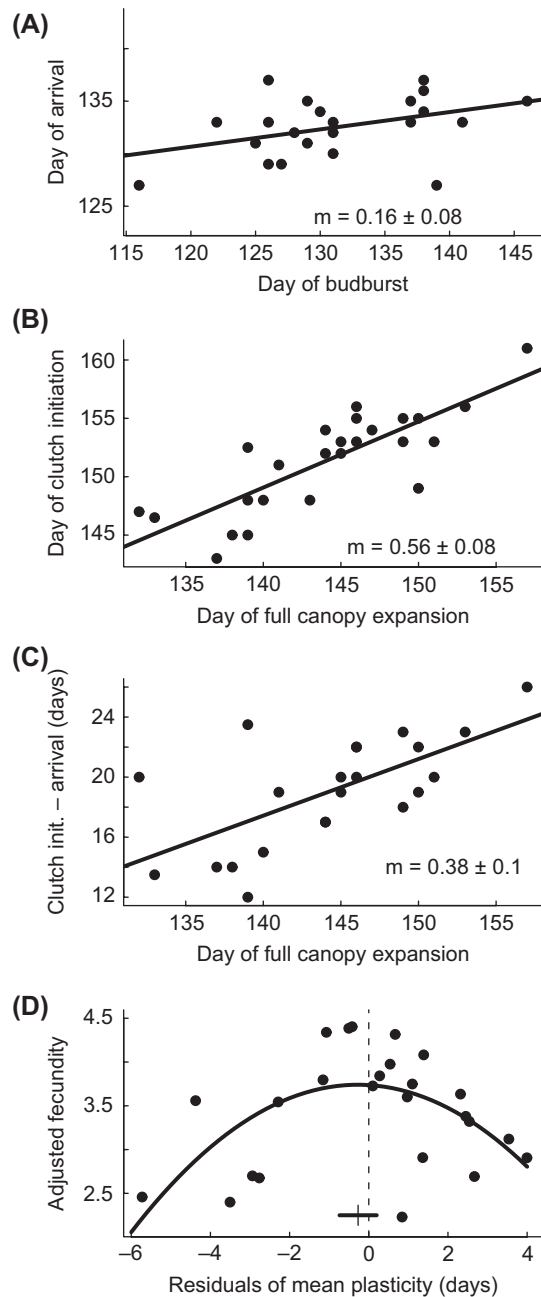 (A)
Day of arrival
135
125
m = 0.16 ± 0.08
115 120 125 130 135 140 145
Day of budburst
(B)
Day of clutch initiation
160
155
150
145
m = 0.56 ± 0.08
135 140 145 150 155
Day of full canopy expansion
(C)
Clutch init. – arrival (days)
24
20
16
12
m = 0.38 ± 0.1
135 140 145 150 155
Day of full canopy expansion
(D)
Adjusted fecundity
4.5
3.5
2.5
–6 –4 –2 0 2 4
Residuals of mean plasticity (days)